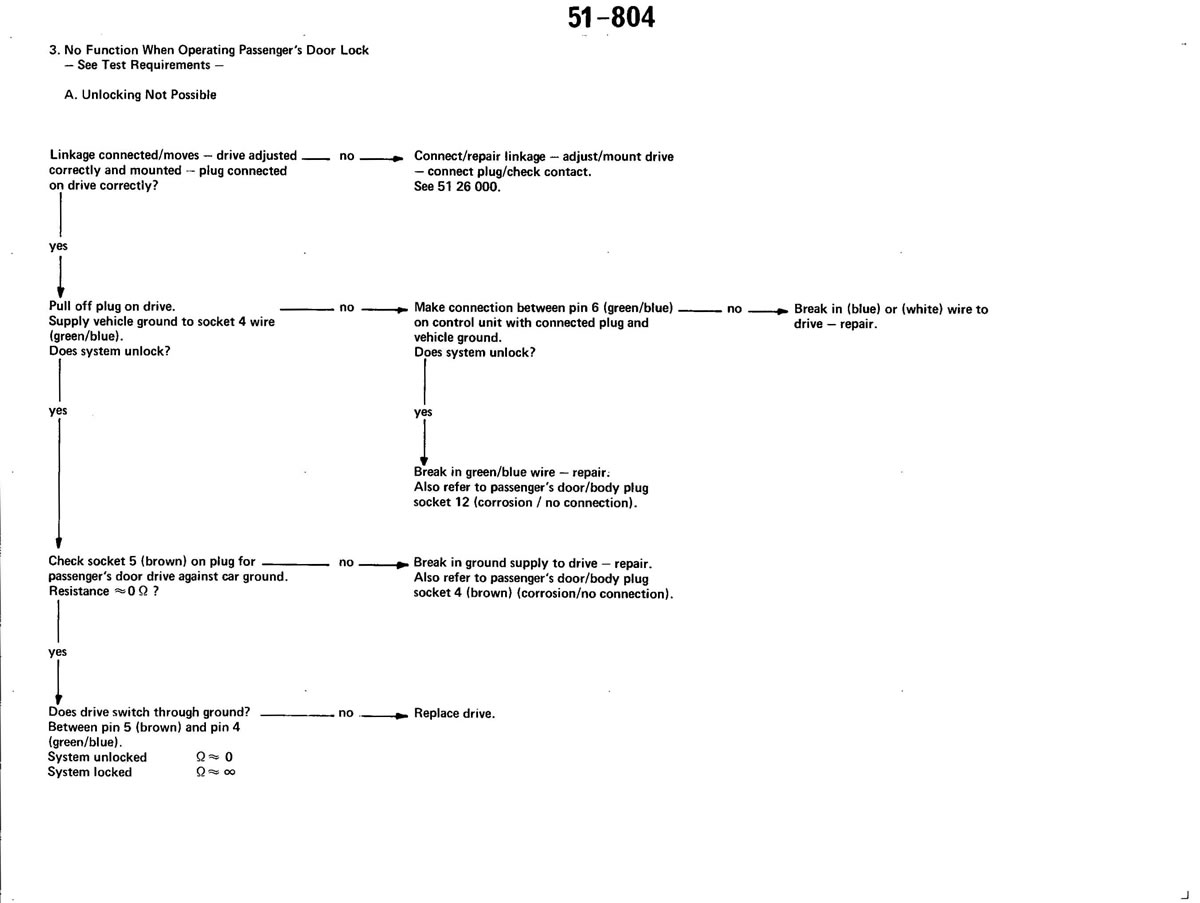 51-804
3. No Function When Operating Passenger's Door Lock
— See Test Requirements —
A. Unlocking Not Possible
Linkage connected/moves — drive adjusted
correctly and mounted — plug connected
on drive correctly?
no
Connect/repair linkage — adjust/mount drive
— connect plug/check contact.
See 51 26 000.
yes
Pull off plug on drive.
Supply vehicle ground to socket 4 wire
(green/blue).
Does system unlock?
no
Make connection between pin 6 (green/blue)
on control unit with connected plug and
vehicle ground.
Does system unlock?
no
Break in (blue) or (white) wire to
drive — repair.
yes
yes
Break in green/blue wire — repair.
Also refer to passenger's door/body plug
socket 12 (corrosion / no connection).
Check socket 5 (brown) on plug for
passenger's door drive against car ground.
Resistance ≈0 Ω ?
no
Break in ground supply to drive — repair.
Also refer to passenger's door/body plug
socket 4 (brown) (corrosion/no connection).
yes
Does drive switch through ground?
Between pin 5 (brown) and pin 4
(green/blue).
System unlocked Ω≈ 0
System locked Ω≈ ∞
no
Replace drive.